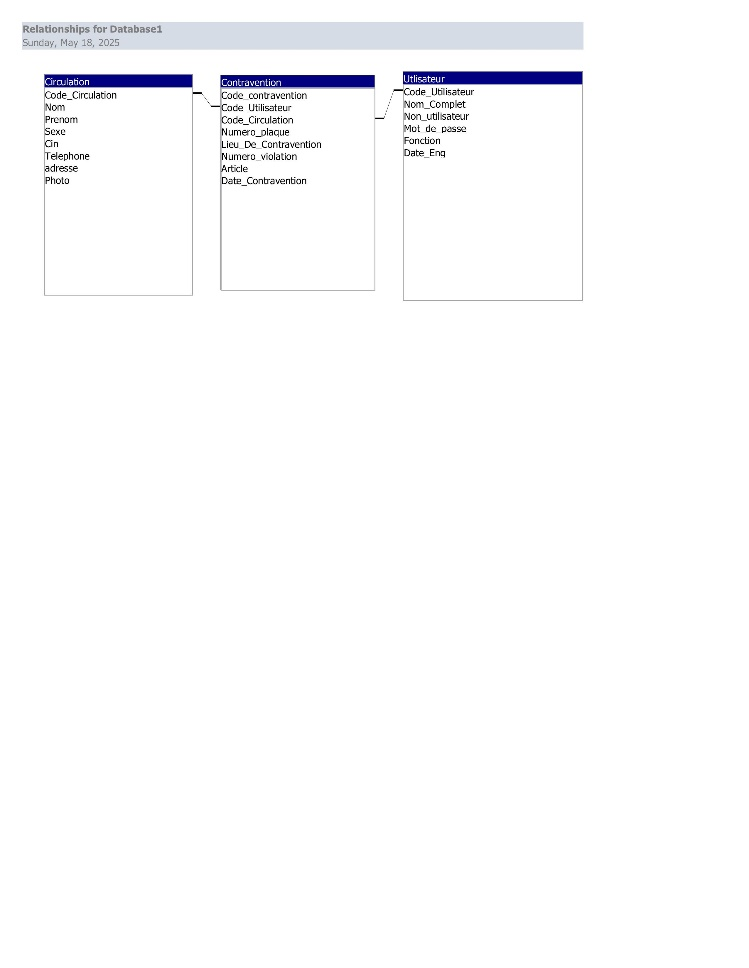 Relationships for Database1
Sunday, May 18, 2025
Circulation
Code_Circulation
Nom
Prenom
Sexe
Cin
Telephone
adresse
Photo
Contravention
Code_contravention
Code_Utilisateur
Code_Circulation
Numero_plaque
Lieu_De_Contravention
Numero_violation
Article
Date_Contravention
Utlisateur
Code_Utilisateur
Nom_Complet
Non_utilisateur
Mot_de_passe
Fonction
Date_Eng